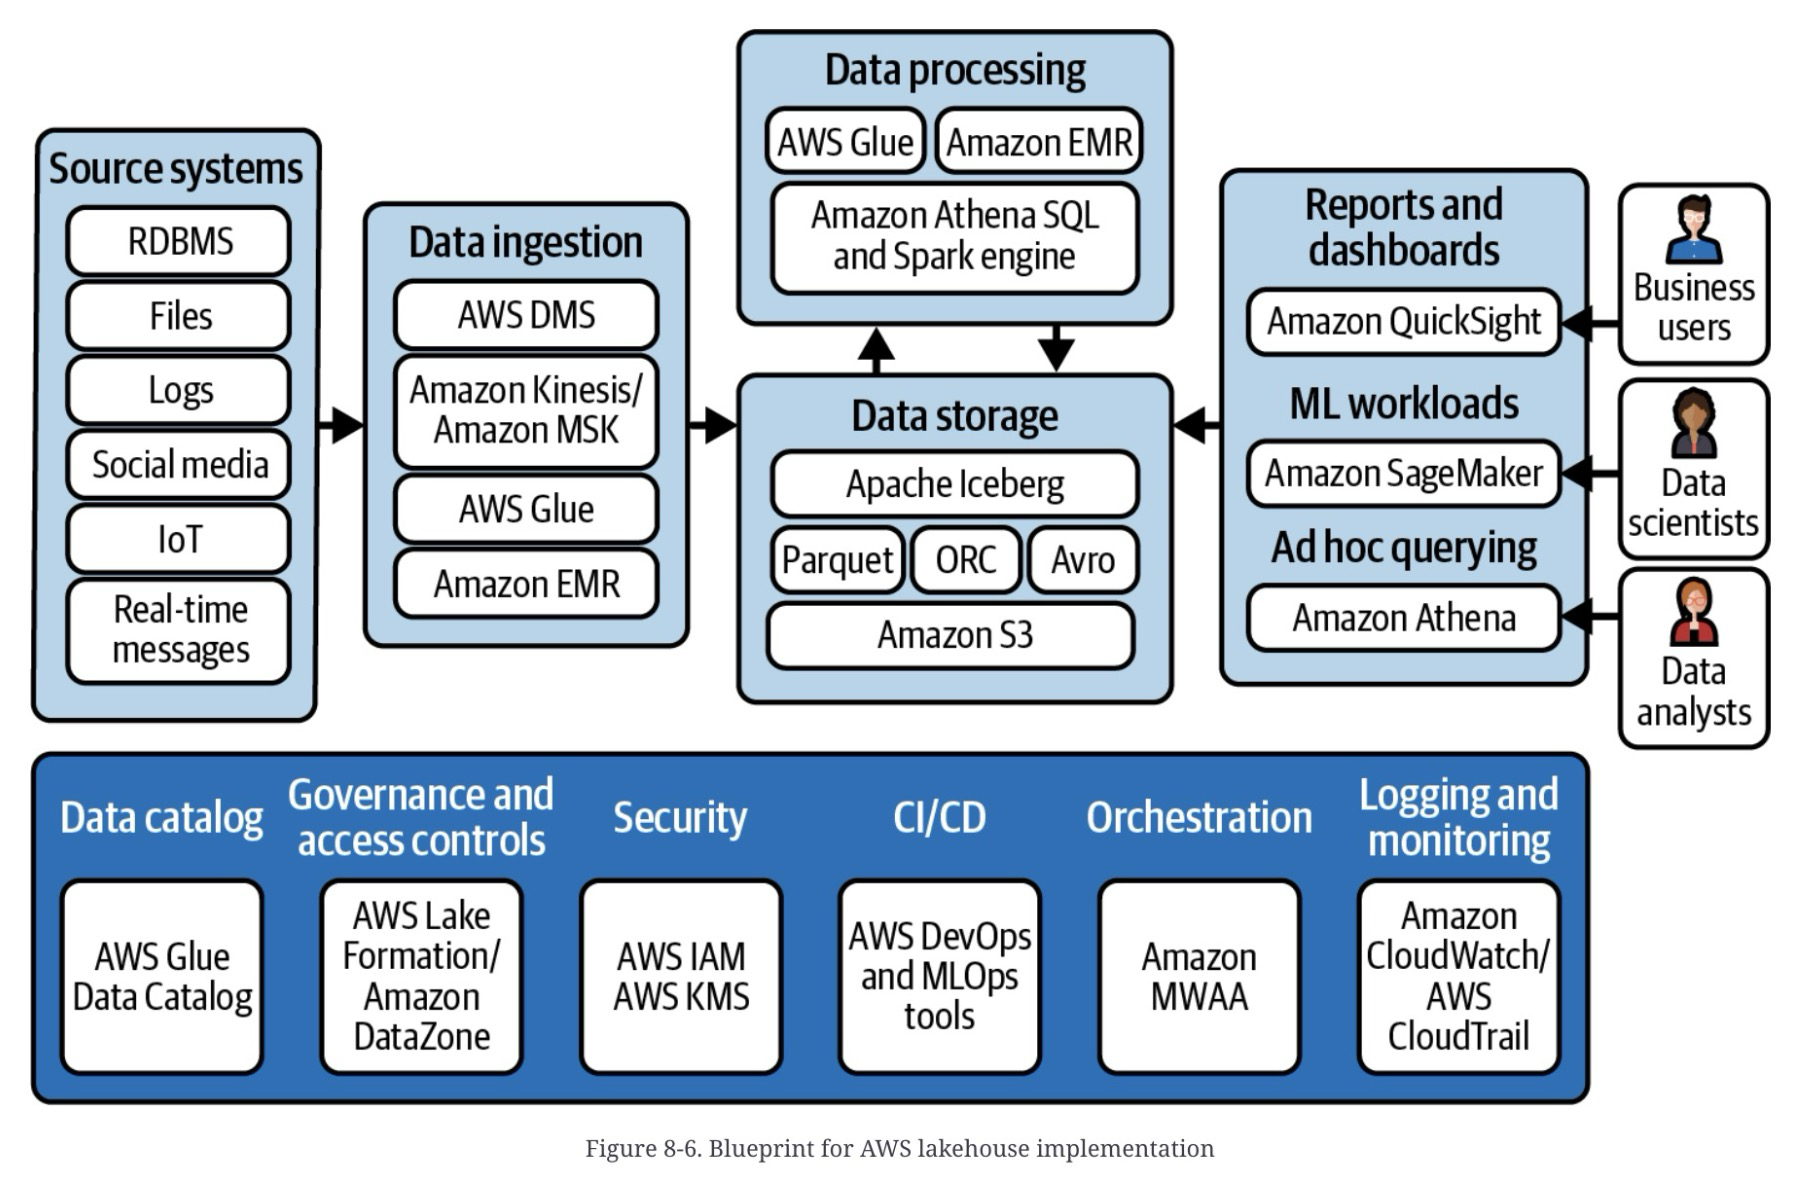 Source systems
RDBMS
Files
Logs
Social media
IoT
Real-time
messages
Data ingestion
AWS DMS
Amazon Kinesis/
Amazon MSK
AWS Glue
Amazon EMR
Data processing
AWS Glue
Amazon EMR
Amazon Athena SQL
and Spark engine
Data storage
Apache Iceberg
Parquet
ORC
Avro
Amazon S3
Reports and
dashboards
Amazon QuickSight
ML workloads
Amazon SageMaker
Ad hoc querying
Amazon Athena
Business
users
Data
scientists
Data
analysts
Data catalog
AWS Glue
Data Catalog
Governance and
access controls
AWS Lake
Formation/
Amazon
DataZone
Security
AWS IAM
AWS KMS
CI/CD
AWS DevOps
and MLOps
tools
Orchestration
Amazon
MWAA
Logging and
monitoring
Amazon
CloudWatch/
AWS
CloudTrail
Figure 8-6. Blueprint for AWS lakehouse implementation